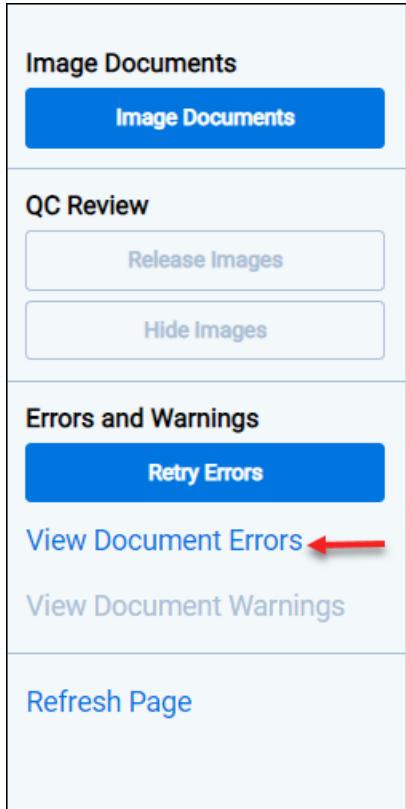 Image Documents
Image Documents
QC Review
Release Images
Hide Images
Errors and Warnings
Retry Errors
View Document Errors
View Document Warnings
Refresh Page